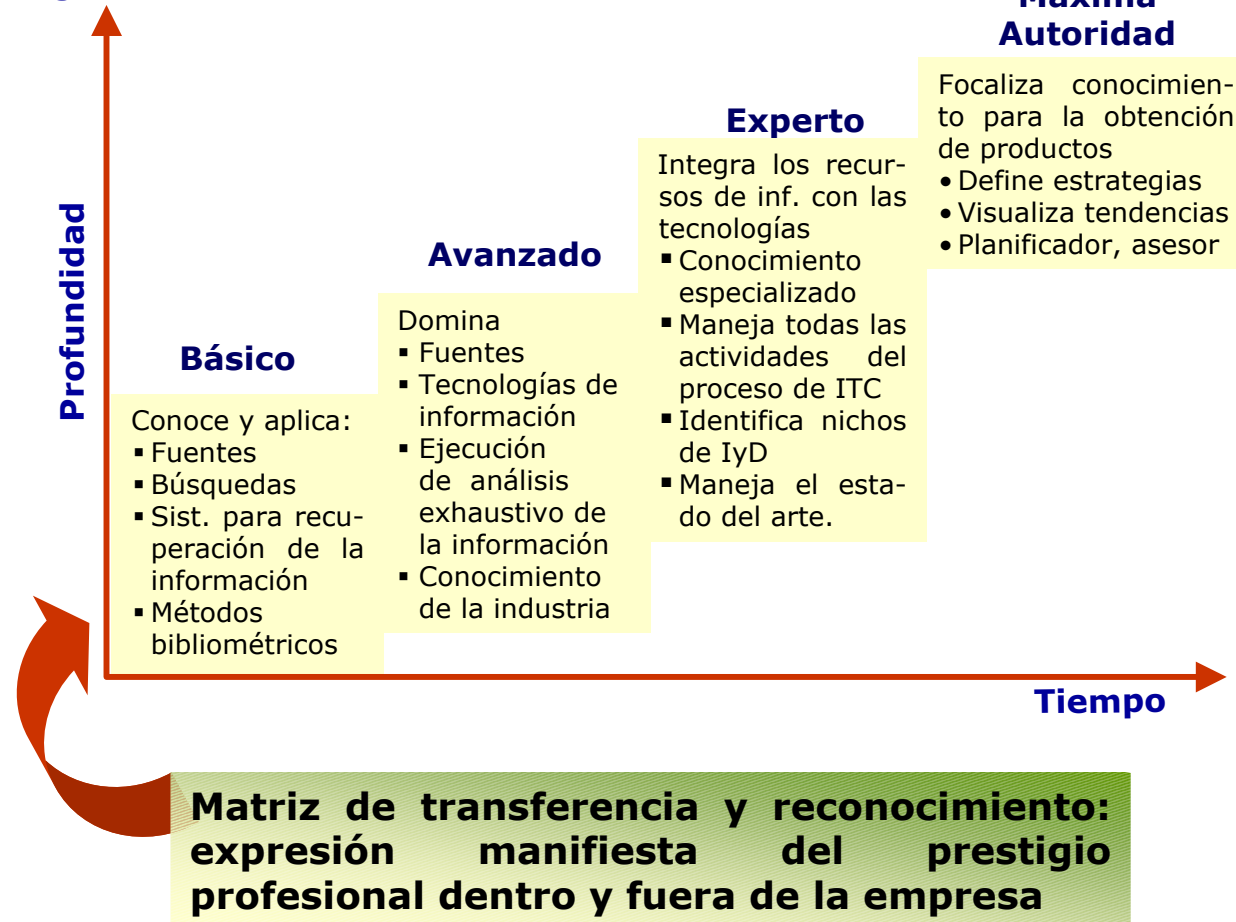 Máxima
Autoridad
Focaliza conocimien-
to para la obtención
de productos
• Define estrategias
• Visualiza tendencias
• Planificador, asesor
Experto
Integra los recur-
sos de inf. con las
tecnologías
▪ Conocimiento
especializado
▪ Maneja todas las
actividades del
proceso de ITC
▪ Identifica nichos
de IyD
▪ Maneja el esta-
do del arte.
Avanzado
Domina
▪ Fuentes
▪ Tecnologías de
información
▪ Ejecución
de análisis
exhaustivo de
la información
▪ Conocimiento
de la industria
Básico
Conoce y aplica:
▪ Fuentes
▪ Búsquedas
▪ Sist. para recu-
peración de la
información
▪ Métodos
bibliométricos
Profundidad
Tiempo
Matriz de transferencia y reconocimiento:
expresión manifiesta del prestigio
profesional dentro y fuera de la empresa